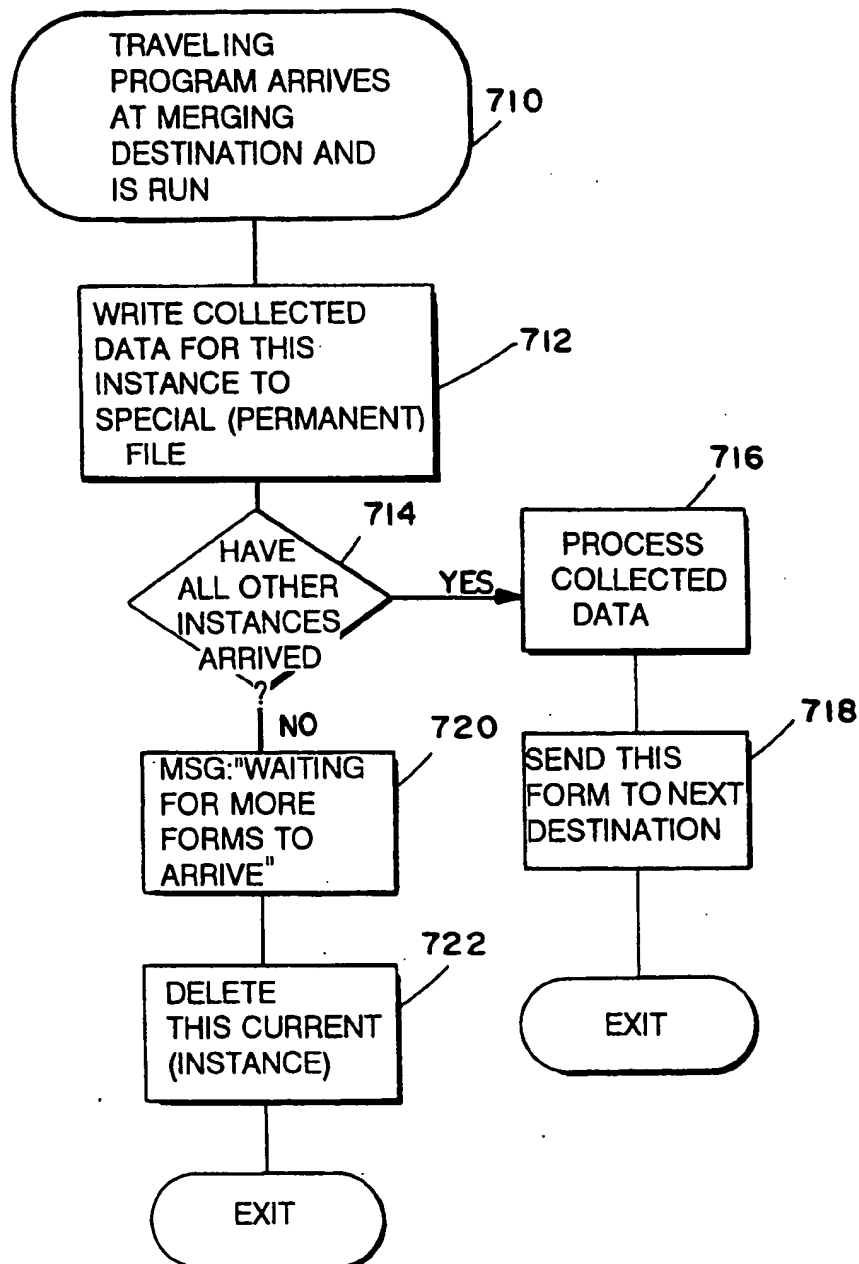 TRAVELING
PROGRAM ARRIVES
AT MERGING
DESTINATION AND
IS RUN
710
WRITE COLLECTED
DATA FOR THIS
INSTANCE TO
SPECIAL (PERMANENT)
FILE
712
HAVE
ALL OTHER
INSTANCES
ARRIVED
?
714
YES
PROCESS
COLLECTED
DATA
716
SEND THIS
FORM TO NEXT
DESTINATION
718
EXIT
NO
MSG:"WAITING
FOR MORE
FORMS TO
ARRIVE"
720
DELETE
THIS CURRENT
(INSTANCE)
722
EXIT